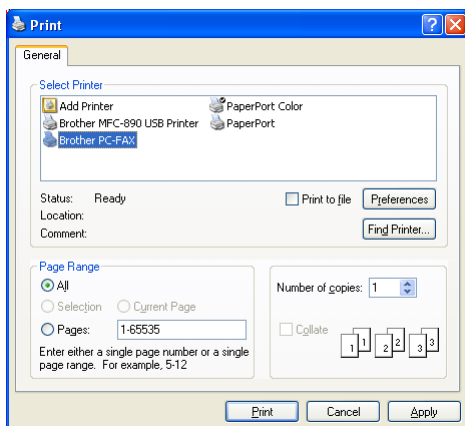 Print
General
Select Printer
Add Printer
PaperPort Color
Brother MFC-890 USB Printer
PaperPort
Brother PC-FAX
Status: Ready
Print to file
Preferences
Location:
Comment:
Find Printer...
Page Range
All
Selection
Current Page
Pages: 1-65535
Enter either a single page number or a single
page range. For example, 5-12
Number of copies: 1
Collate
1 1 2 2 3 3
Print
Cancel
Apply